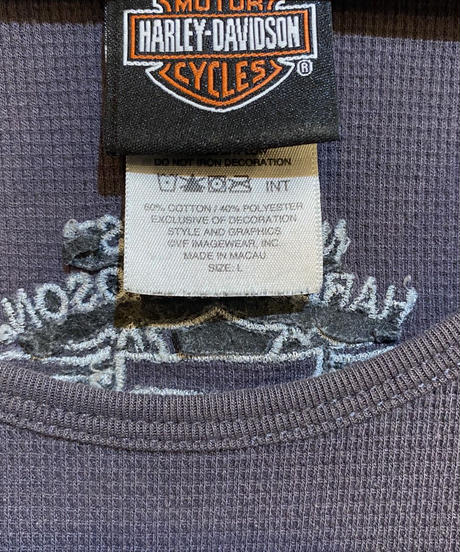 MOTOR
HARLEY-DAVIDSON
CYCLES ®
DO NOT IRON DECORATION
INT
60% COTTON / 40% POLYESTER
EXCLUSIVE OF DECORATION
STYLE AND GRAPHICS
©VF IMAGEWEAR, INC.
MADE IN MACAU
SIZE: L